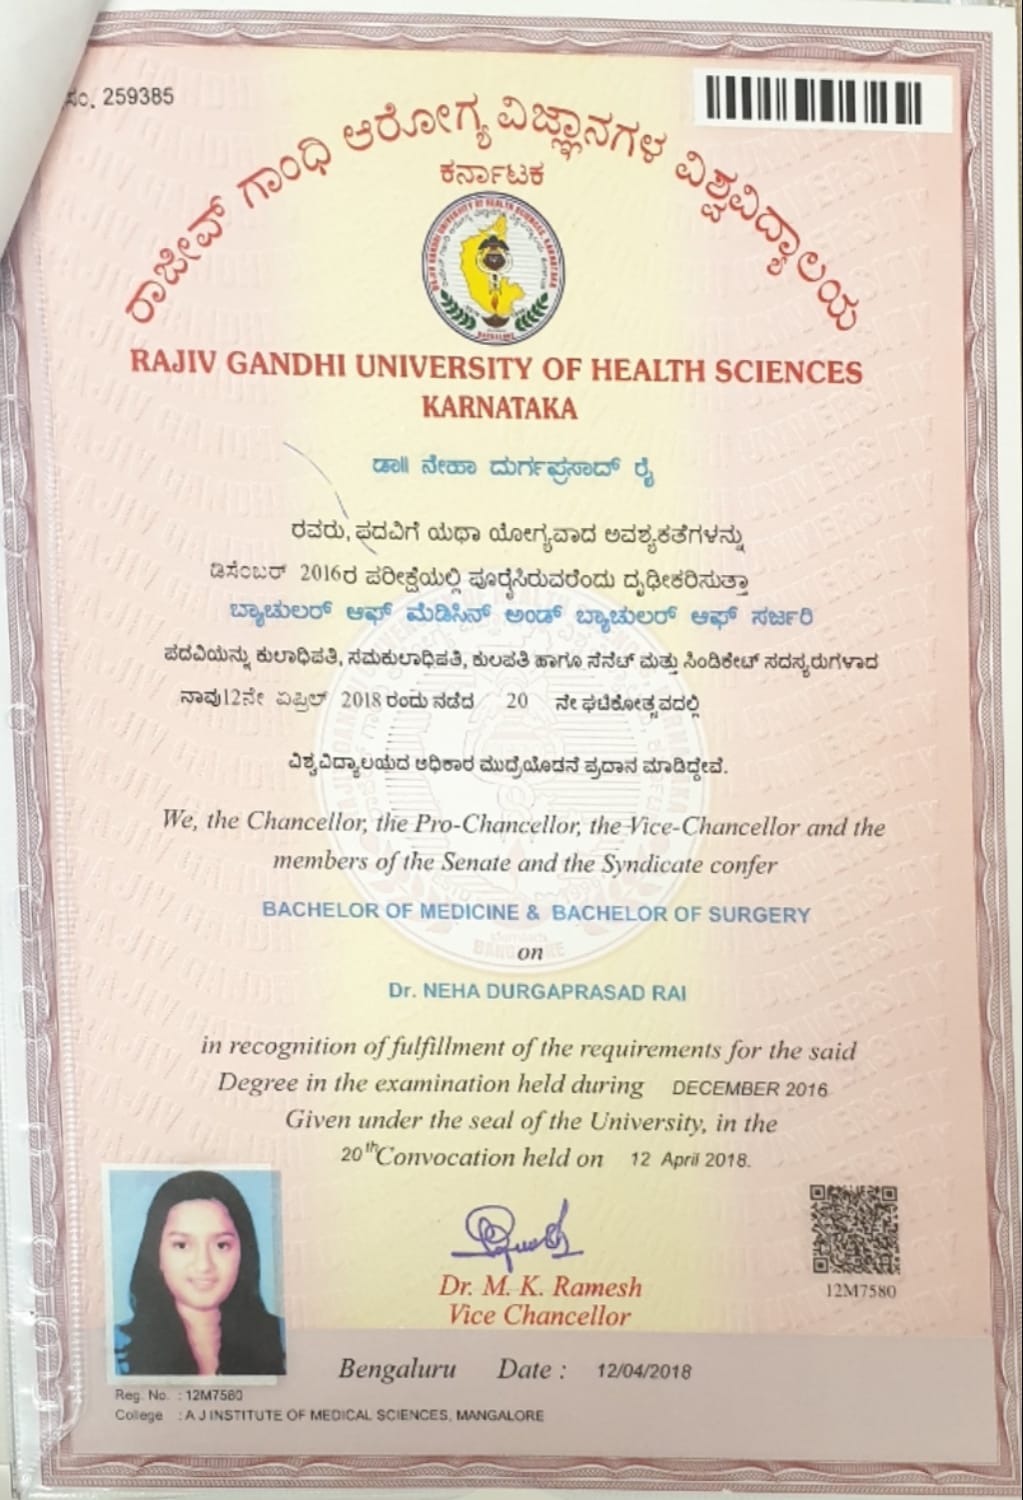 ಸಂ. 259385
ರಾಜೀವ್ ಗಾಂಧಿ ಆರೋಗ್ಯ ವಿಜ್ಞಾನಗಳ ವಿಶ್ವವಿದ್ಯಾಲಯ
ಕರ್ನಾಟಕ
RAJIV GANDHI UNIVERSITY OF HEALTH SCIENCES
KARNATAKA
ಡಾ|| ನೇಹಾ ದುರ್ಗಪ್ರಸಾದ್ ರೈ
ರವರು, ಪದವಿಗೆ ಯಥಾ ಯೋಗ್ಯವಾದ ಅವಶ್ಯಕತೆಗಳನ್ನು
ಡಿಸೆಂಬರ್ 2016ರ ಪರೀಕ್ಷೆಯಲ್ಲಿ ಪೂರೈಸಿರುವರೆಂದು ದೃಢೀಕರಿಸುತ್ತಾ
ಬ್ಯಾಚುಲರ್ ಆಫ್ ಮೆಡಿಸಿನ್ ಅಂಡ್ ಬ್ಯಾಚುಲರ್ ಆಫ್ ಸರ್ಜರಿ
ಪದವಿಯನ್ನು ಕುಲಾಧಿಪತಿ, ಸಮಕುಲಾಧಿಪತಿ, ಕುಲಪತಿ ಹಾಗೂ ಸೆನೆಟ್ ಮತ್ತು ಸಿಂಡಿಕೇಟ್ ಸದಸ್ಯರುಗಳಾದ
ನಾವು12ನೇ ಏಪ್ರಿಲ್ 2018 ರಂದು ನಡೆದ 20 ನೇ ಘಟಿಕೋತ್ಸವದಲ್ಲಿ
ವಿಶ್ವವಿದ್ಯಾಲಯದ ಅಧಿಕಾರ ಮುದ್ರೆಯೊಡನೆ ಪ್ರದಾನ ಮಾಡಿದ್ದೇವೆ.
We, the Chancellor, the Pro-Chancellor, the Vice-Chancellor and the
members of the Senate and the Syndicate confer
BACHELOR OF MEDICINE & BACHELOR OF SURGERY
on
Dr. NEHA DURGAPRASAD RAI
in recognition of fulfillment of the requirements for the said
Degree in the examination held during DECEMBER 2016
Given under the seal of the University, in the
20th Convocation held on 12 April 2018.
Dr. M. K. Ramesh
Vice Chancellor
12M7580
Bengaluru Date : 12/04/2018
Reg. No. : 12M7580
College : A J INSTITUTE OF MEDICAL SCIENCES, MANGALORE